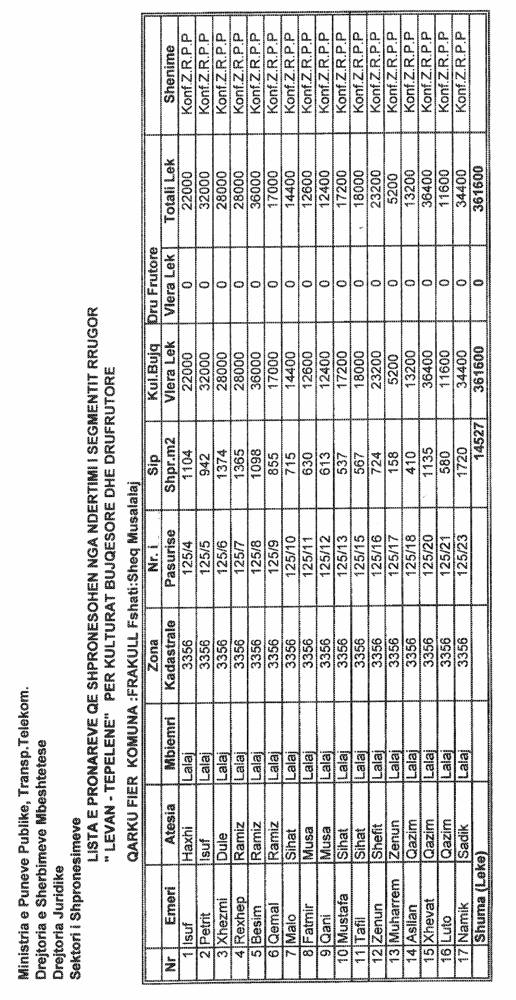 Ministria e Puneve Publike, Transp.Telekom.
Drejtoria e Sherbimeve Mbeshtetese
Drejtoria Juridike
Sektori i Shpronesimeve
LISTA E PRONAREVE QE SHPRONESOHEN NGA NDERTIMI I SEGMENTIT RRUGOR
" LEVAN - TEPELENE" PER KULTURAT BUJQESORE DHE DRUFRUTORE
QARKU FIER KOMUNA :FRAKULL Fshati:Sheq Musalalaj
Zona Nr. i Sip Kul.Bujq Dru Frutore
Nr Emeri Atesia Mbiemri Kadastrale Pasurise Shpr.m2 Vlera Lek Vlera Lek Totali Lek Shenime
1 Isuf Haxhi Lalaj 3356 125/4 1104 22000 0 22000 Konf.Z.R.P.P
2 Petrit Isuf Lalaj 3356 125/5 942 32000 0 32000 Konf.Z.R.P.P
3 Xhezmi Dule Lalaj 3356 125/6 1374 28000 0 28000 Konf.Z.R.P.P
4 Rexhep Ramiz Lalaj 3356 125/7 1365 28000 0 28000 Konf.Z.R.P.P
5 Besim Ramiz Lalaj 3356 125/8 1098 36000 0 36000 Konf.Z.R.P.P
6 Qemal Ramiz Lalaj 3356 125/9 855 17000 0 17000 Konf.Z.R.P.P
7 Malo Sihat Lalaj 3356 125/10 715 14400 0 14400 Konf.Z.R.P.P
8 Fatmir Musa Lalaj 3356 125/11 630 12600 0 12600 Konf.Z.R.P.P
9 Qani Musa Lalaj 3356 125/12 613 12400 0 12400 Konf.Z.R.P.P
10 Mustafa Sihat Lalaj 3356 125/13 537 17200 0 17200 Konf.Z.R.P.P
11 Tafil Sihat Lalaj 3356 125/15 567 18000 0 18000 Konf.Z.R.P.P
12 Zenun Shefit Lalaj 3356 125/16 724 23200 0 23200 Konf.Z.R.P.P
13 Muharrem Zenun Lalaj 3356 125/17 158 5200 0 5200 Konf.Z.R.P.P
14 Asllan Qazim Lalaj 3356 125/18 410 13200 0 13200 Konf.Z.R.P.P
15 Xhevat Qazim Lalaj 3356 125/20 1135 36400 0 36400 Konf.Z.R.P.P
16 Luto Qazim Lalaj 3356 125/21 580 11600 0 11600 Konf.Z.R.P.P
17 Namik Sadik Lalaj 3356 125/23 1720 34400 0 34400 Konf.Z.R.P.P
Shuma (Leke) 14527 361600 0 361600